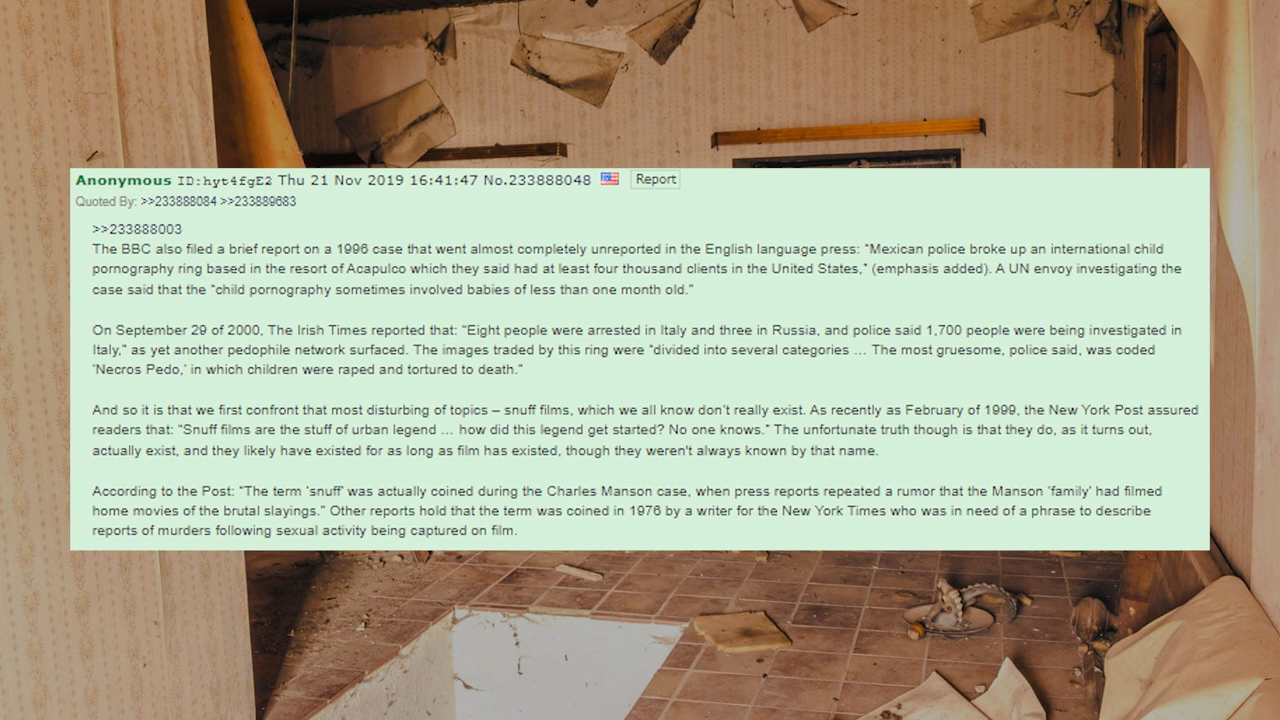 Anonymous ID:hyt4fgE2 Thu 21 Nov 2019 16:41:47 No.233888048 Report
Quoted By: >>233888084 >>233889683
>>233888003
The BBC also filed a brief report on a 1996 case that went almost completely unreported in the English language press: “Mexican police broke up an international child
pornography ring based in the resort of Acapulco which they said had at least four thousand clients in the United States,” (emphasis added). A UN envoy investigating the
case said that the “child pornography sometimes involved babies of less than one month old.”
On September 29 of 2000, The Irish Times reported that: “Eight people were arrested in Italy and three in Russia, and police said 1,700 people were being investigated in
Italy,” as yet another pedophile network surfaced. The images traded by this ring were “divided into several categories … The most gruesome, police said, was coded
‘Necros Pedo,’ in which children were raped and tortured to death.”
And so it is that we first confront that most disturbing of topics – snuff films, which we all know don’t really exist. As recently as February of 1999, the New York Post assured
readers that: “Snuff films are the stuff of urban legend … how did this legend get started? No one knows.” The unfortunate truth though is that they do, as it turns out,
actually exist, and they likely have existed for as long as film has existed, though they weren't always known by that name.
According to the Post: “The term ‘snuff’ was actually coined during the Charles Manson case, when press reports repeated a rumor that the Manson ‘family’ had filmed
home movies of the brutal slayings.” Other reports hold that the term was coined in 1976 by a writer for the New York Times who was in need of a phrase to describe
reports of murders following sexual activity being captured on film.